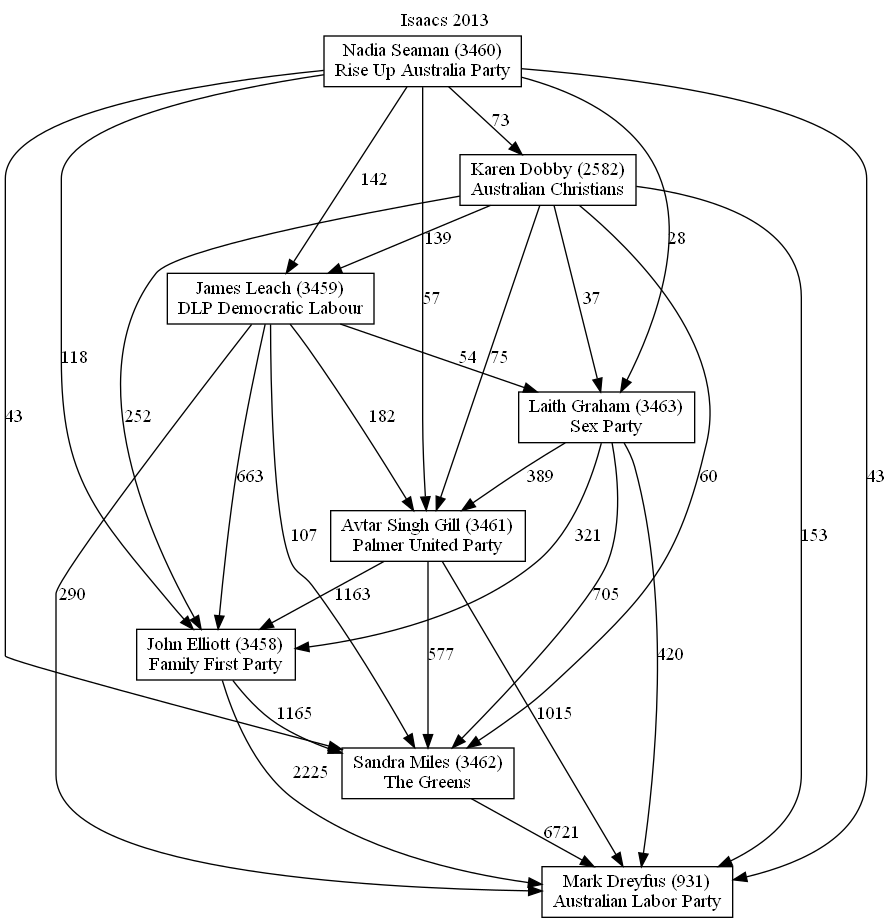 Isaacs 2013
Nadia Seaman (3460)
Rise Up Australia Party
73
Karen Dobby (2582)
Australian Christians
142
139
28
James Leach (3459)
DLP Democratic Labour
57
37
118
54
75
Laith Graham (3463)
Sex Party
43
252
182
663
389
60
43
Avtar Singh Gill (3461)
Palmer United Party
107
321
153
290
1163
705
John Elliott (3458)
Family First Party
577
420
1165
1015
Sandra Miles (3462)
The Greens
2225
6721
Mark Dreyfus (931)
Australian Labor Party